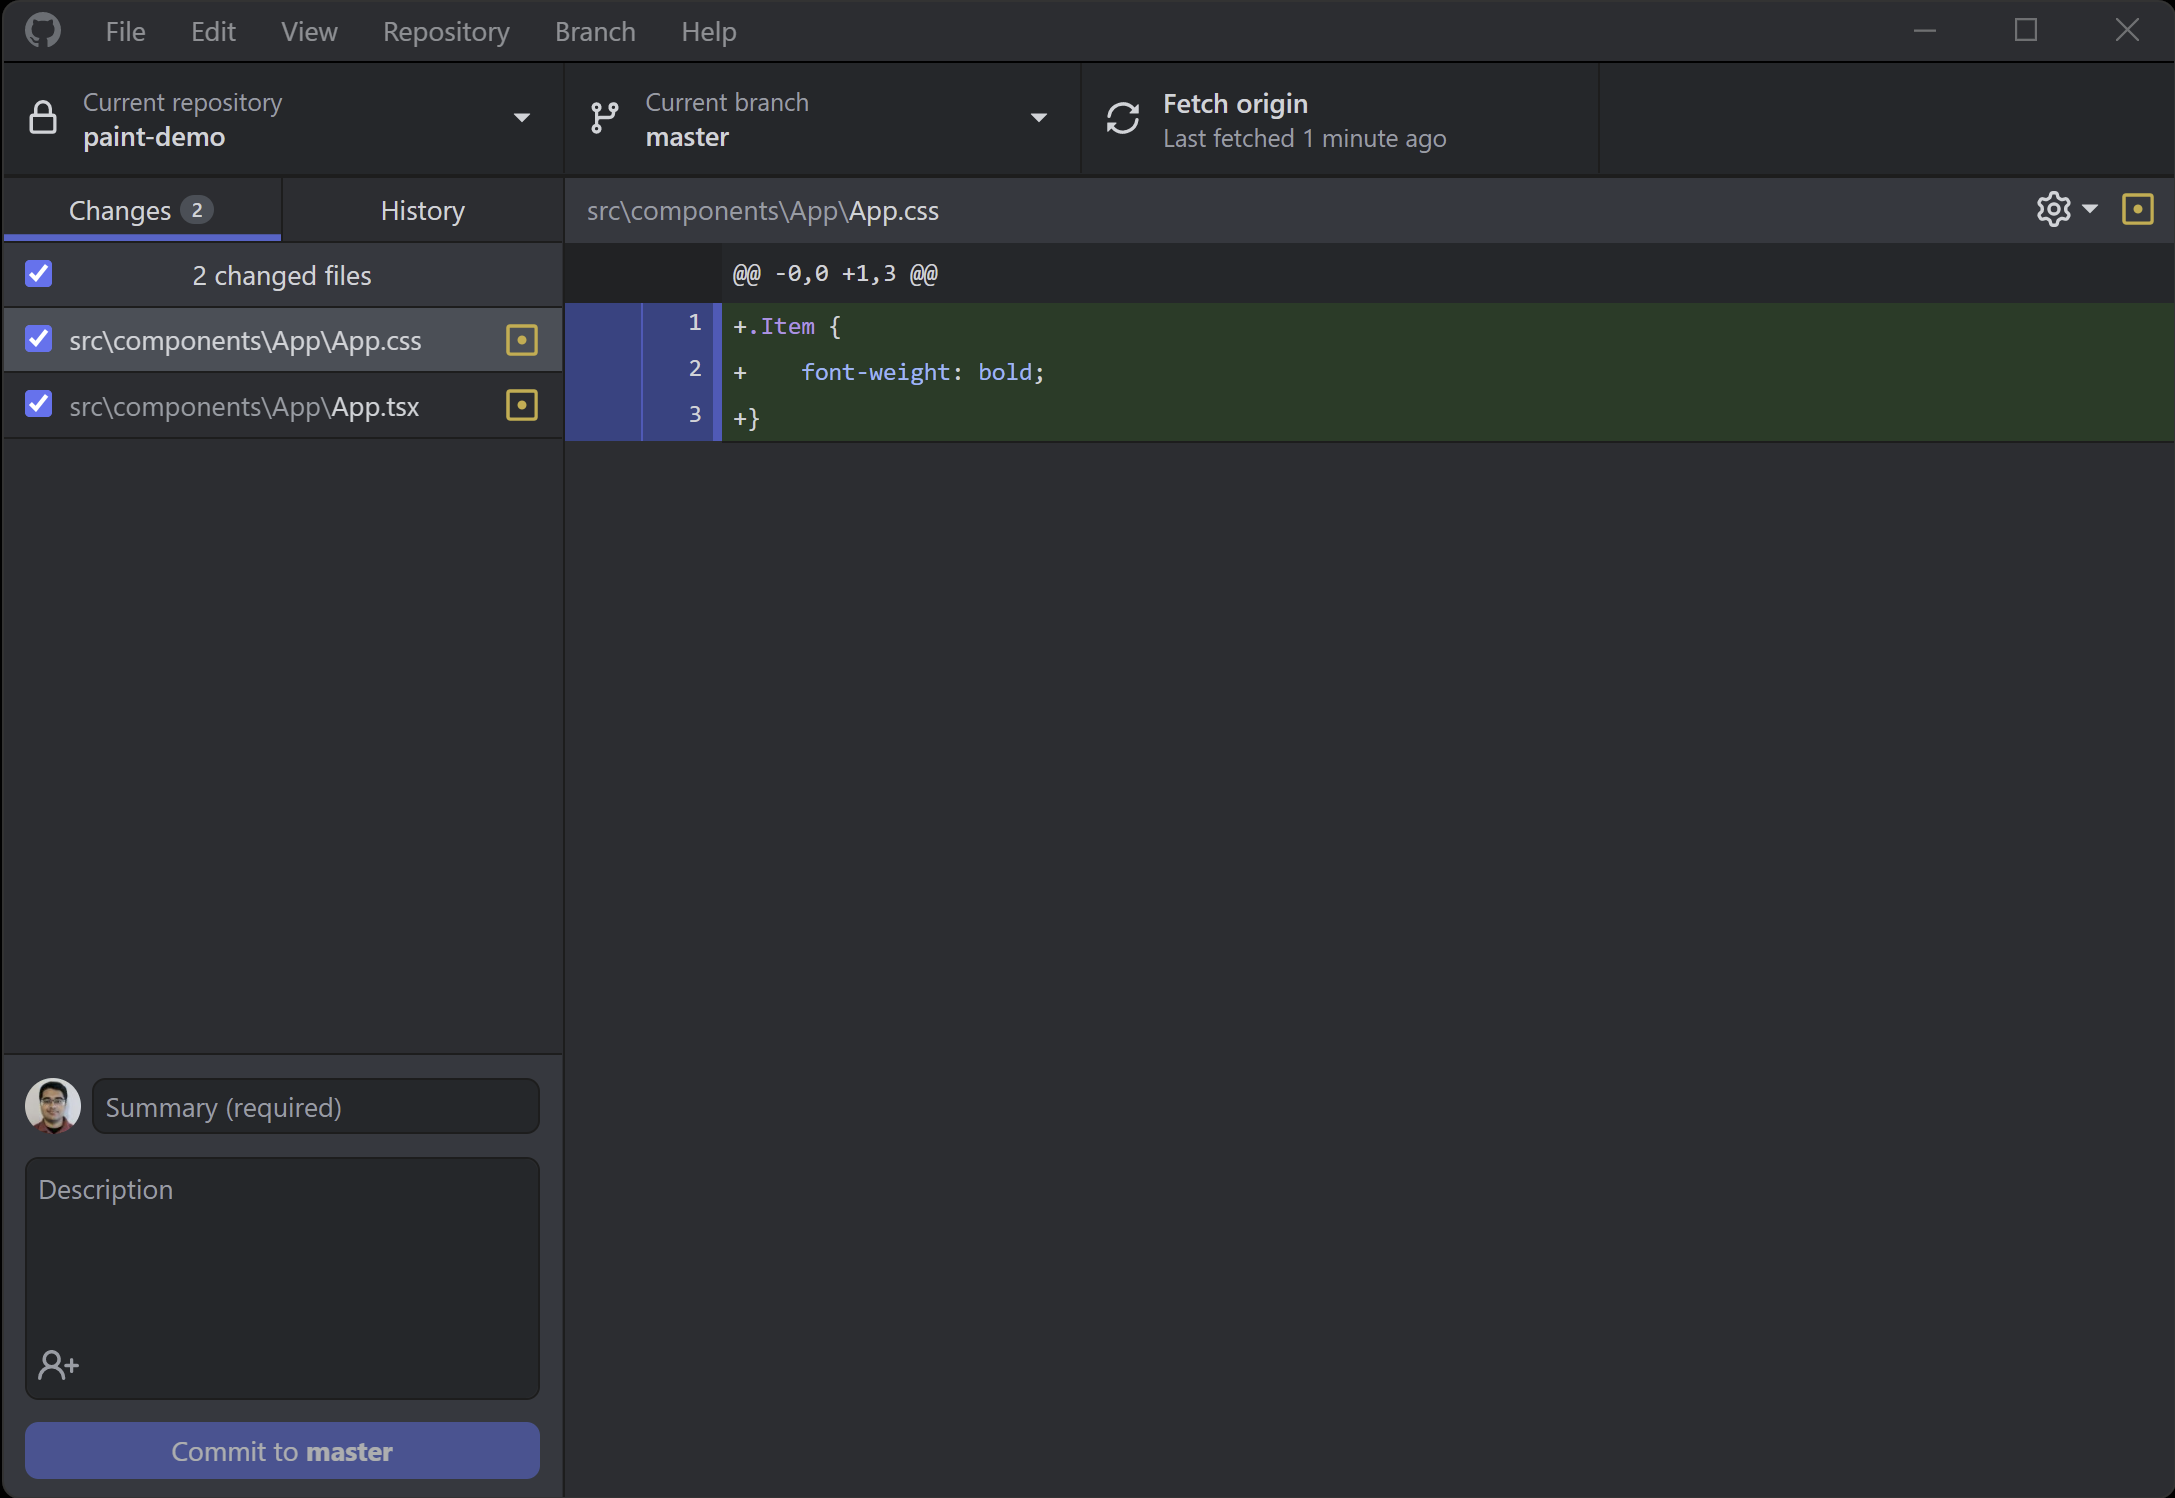 File Edit View Repository Branch Help
Current repository
paint-demo
Current branch
master
Fetch origin
Last fetched 1 minute ago
Changes 2
History
2 changed files
src\components\App\App.css
src\components\App\App.tsx
Summary (required)
Description
Commit to master
src\components\App\App.css
@@ -0,0 +1,3 @@
1 +.Item {
2 +    font-weight: bold;
3 +}